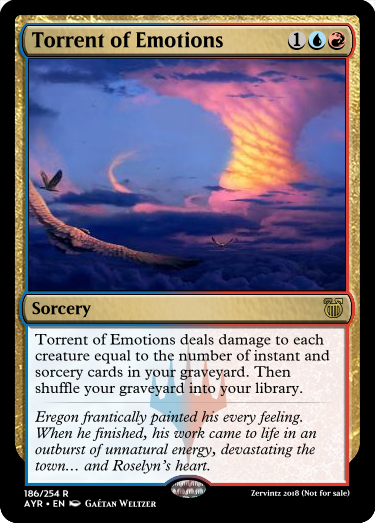 Torrent of Emotions 1
Sorcery
Torrent of Emotions deals damage to each
creature equal to the number of instant and
sorcery cards in your graveyard. Then
shuffle your graveyard into your library.
Eregon frantically painted his every feeling.
When he finished, his work came to life in an
outburst of unnatural energy, devastating the
town… and Roselyn's heart.
186/254 R
Zervintz 2018 (Not for sale)
AYR • EN Gaétan Weltzer